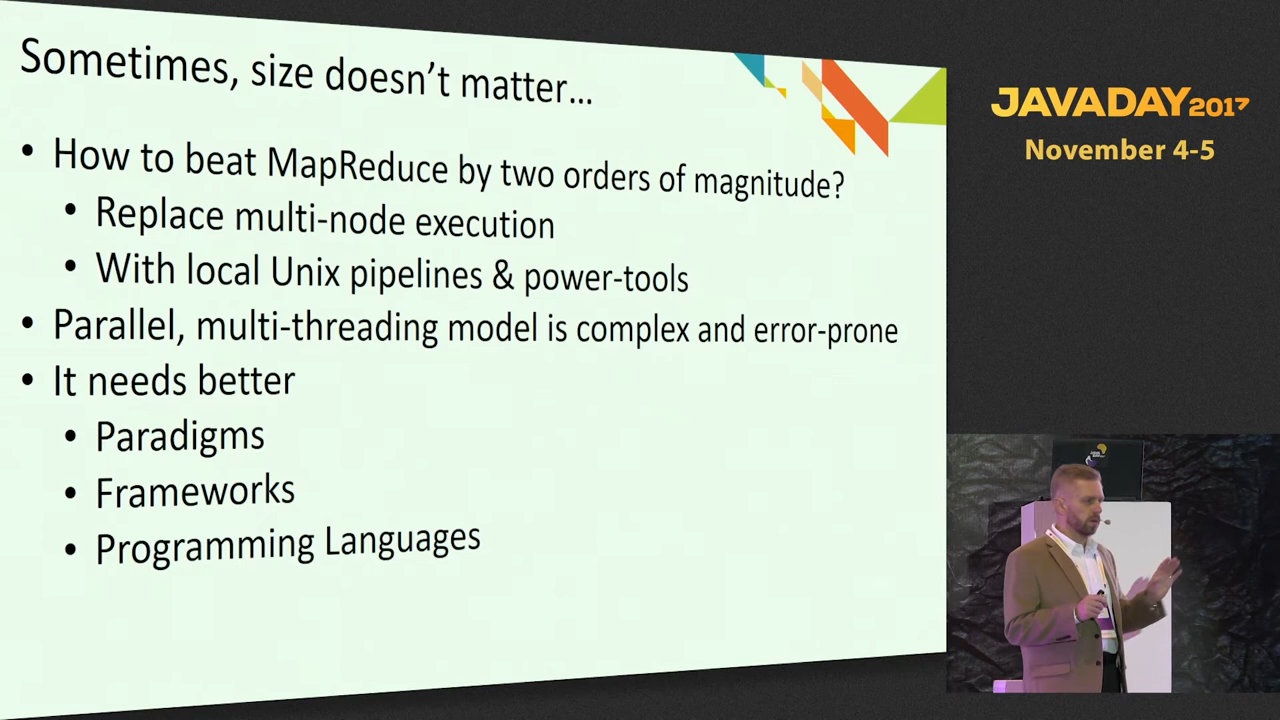 Sometimes, size doesn't matter...
• How to beat MapReduce by two orders of magnitude?
• Replace multi-node execution
• With local Unix pipelines & power-tools
• Parallel, multi-threading model is complex and error-prone
• It needs better
• Paradigms
• Frameworks
• Programming Languages
JAVADAY 2017
November 4-5